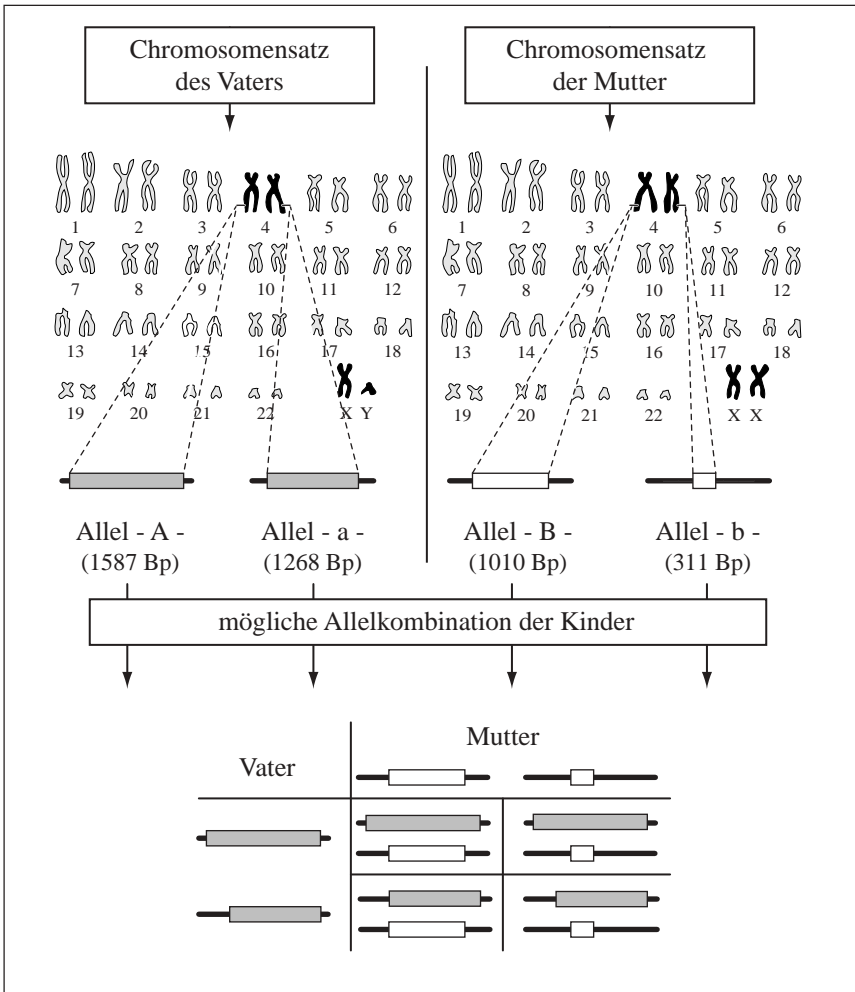 Chromosomensatz
des Vaters
Chromosomensatz
der Mutter
1 2 3 4 5 6
7 8 9 10 11 12
13 14 15 16 17 18
19 20 21 22 X Y
1 2 3 4 5 6
7 8 9 10 11 12
13 14 15 16 17 18
19 20 21 22 X X
Allel - A -
(1587 Bp)
Allel - a -
(1268 Bp)
Allel - B -
(1010 Bp)
Allel - b -
(311 Bp)
mögliche Allelkombination der Kinder
Mutter
Vater